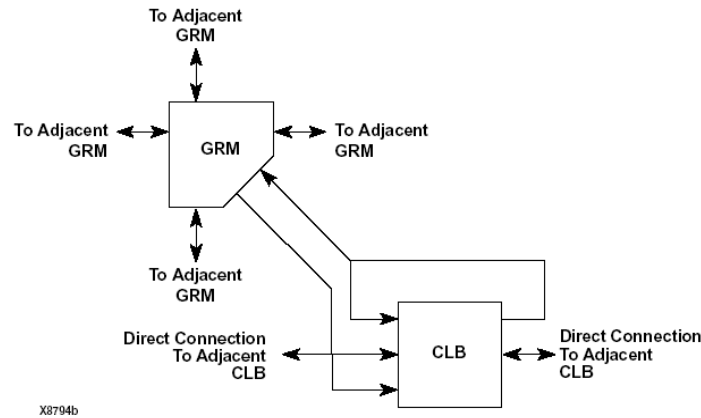 To Adjacent
GRM
To Adjacent
GRM
GRM
To Adjacent
GRM
To Adjacent
GRM
Direct Connection
To Adjacent
CLB
CLB
Direct Connection
To Adjacent
CLB
X8794b